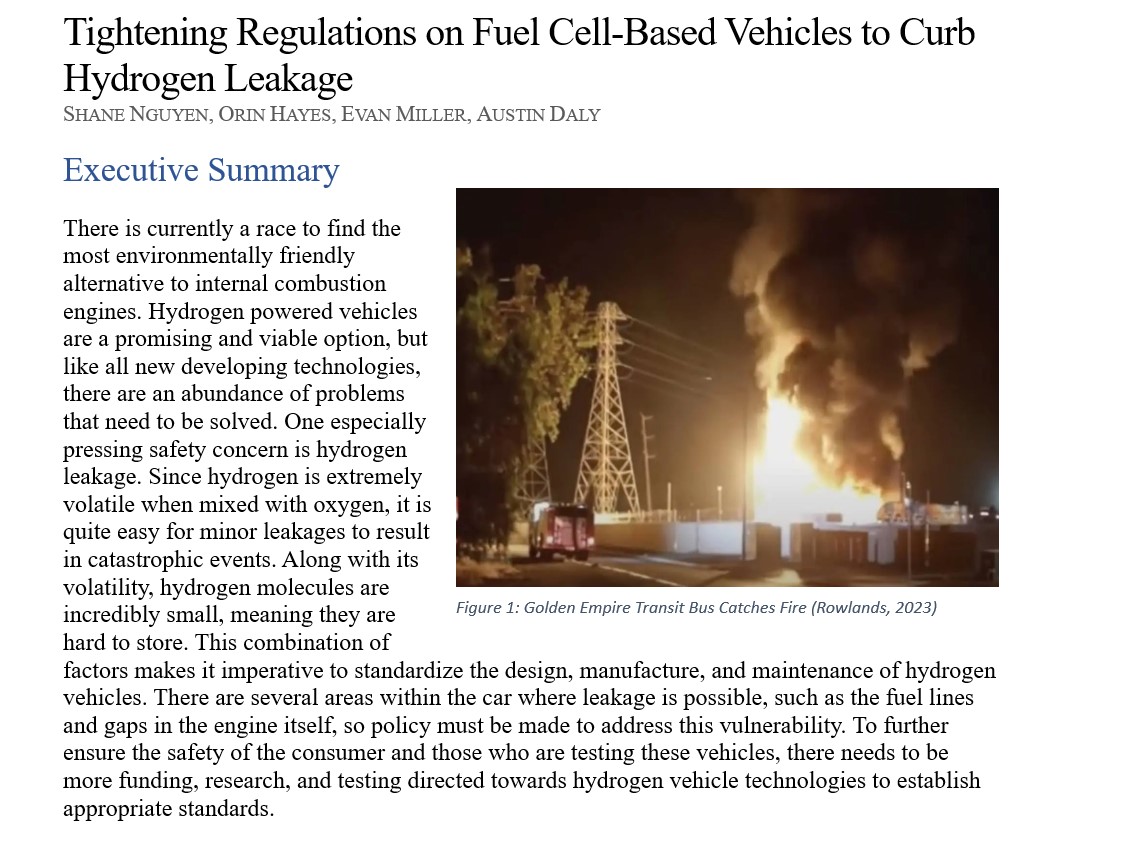 Tightening Regulations on Fuel Cell-Based Vehicles to Curb
Hydrogen Leakage
SHANE NGUYEN, ORIN HAYES, EVAN MILLER, AUSTIN DALY
Executive Summary
There is currently a race to find the
most environmentally friendly
alternative to internal combustion
engines. Hydrogen powered vehicles
are a promising and viable option, but
like all new developing technologies,
there are an abundance of problems
that need to be solved. One especially
pressing safety concern is hydrogen
leakage. Since hydrogen is extremely
volatile when mixed with oxygen, it is
quite easy for minor leakages to result
in catastrophic events. Along with its
volatility, hydrogen molecules are
incredibly small, meaning they are
hard to store. This combination of
factors makes it imperative to standardize the design, manufacture, and maintenance of hydrogen
vehicles. There are several areas within the car where leakage is possible, such as the fuel lines
and gaps in the engine itself, so policy must be made to address this vulnerability. To further
ensure the safety of the consumer and those who are testing these vehicles, there needs to be
more funding, research, and testing directed towards hydrogen vehicle technologies to establish
appropriate standards.
Figure 1: Golden Empire Transit Bus Catches Fire (Rowlands, 2023)